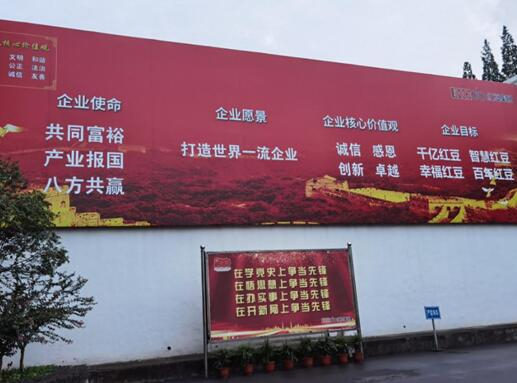 核心价值观
文明 和谐
公正 法治
诚信 友善
企业使命
共同富裕
产业报国
八方共赢
企业愿景
打造世界一流企业
企业核心价值观
诚信 感恩
创新 卓越
企业目标
千亿红豆 智慧红豆
幸福红豆 百年红豆
在学党史上争当先锋
在悟思想上争当先锋
在办实事上争当先锋
在开新局上争当先锋